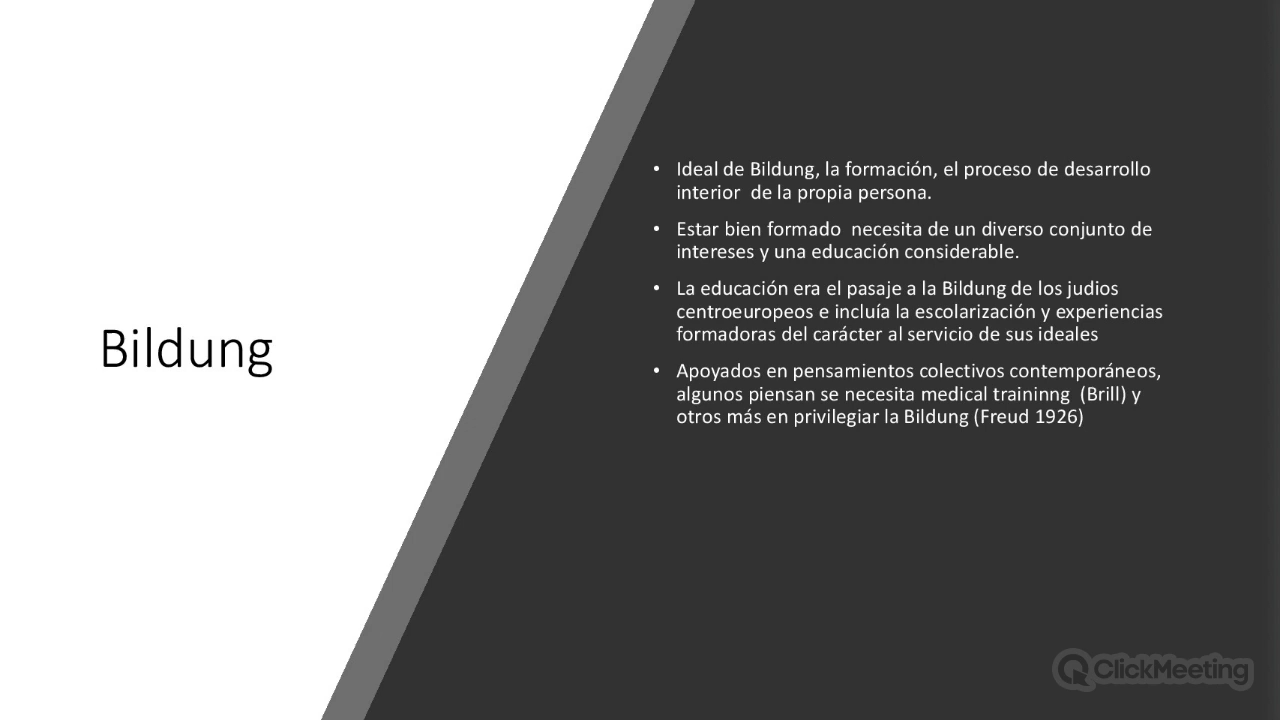 Bildung
• Ideal de Bildung, la formación, el proceso de desarrollo
interior  de la propia persona.
• Estar bien formado  necesita de un diverso conjunto de
intereses y una educación considerable.
• La educación era el pasaje a la Bildung de los judios
centroeuropeos e incluía la escolarización y experiencias
formadoras del carácter al servicio de sus ideales
• Apoyados en pensamientos colectivos contemporáneos,
algunos piensan se necesita medical traininng  (Brill) y
otros más en privilegiar la Bildung (Freud 1926)
ClickMeeting